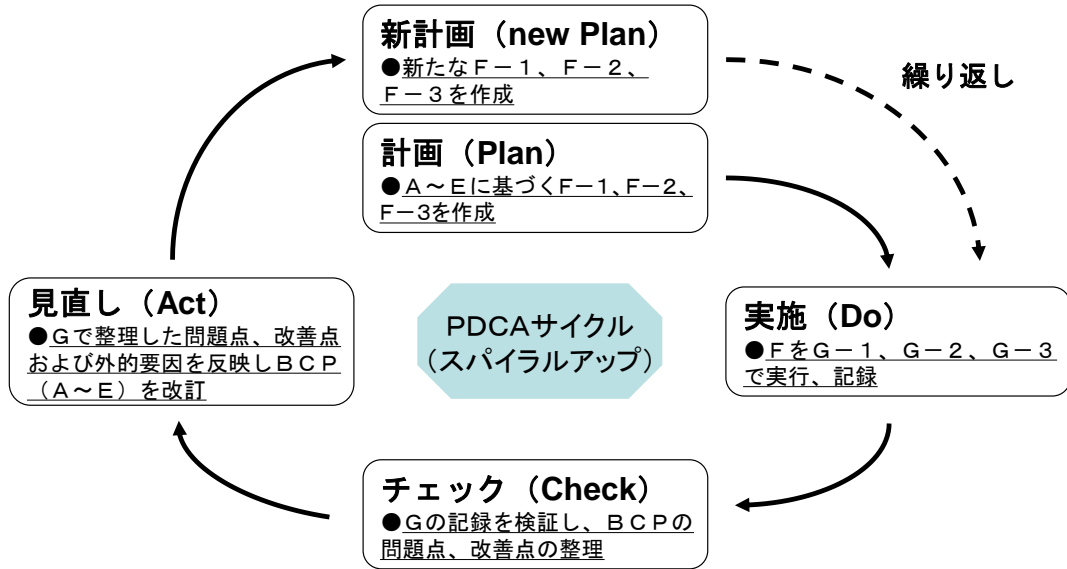 新計画（new Plan）
●新たなＦ－１、Ｆ－２、
Ｆ－３を作成
繰り返し
計画（Plan）
●Ａ～Ｅに基づくF－１、F－２、
F－３を作成
見直し（Act）
●Ｇで整理した問題点、改善点
および外的要因を反映しＢＣＰ
（Ａ～Ｅ）を改訂
PDCAサイクル
（スパイラルアップ）
実施（Do）
●ＦをＧ－１、Ｇ－２、Ｇ－３
で実行、記録
チェック（Check）
●Ｇの記録を検証し、ＢＣＰの
問題点、改善点の整理